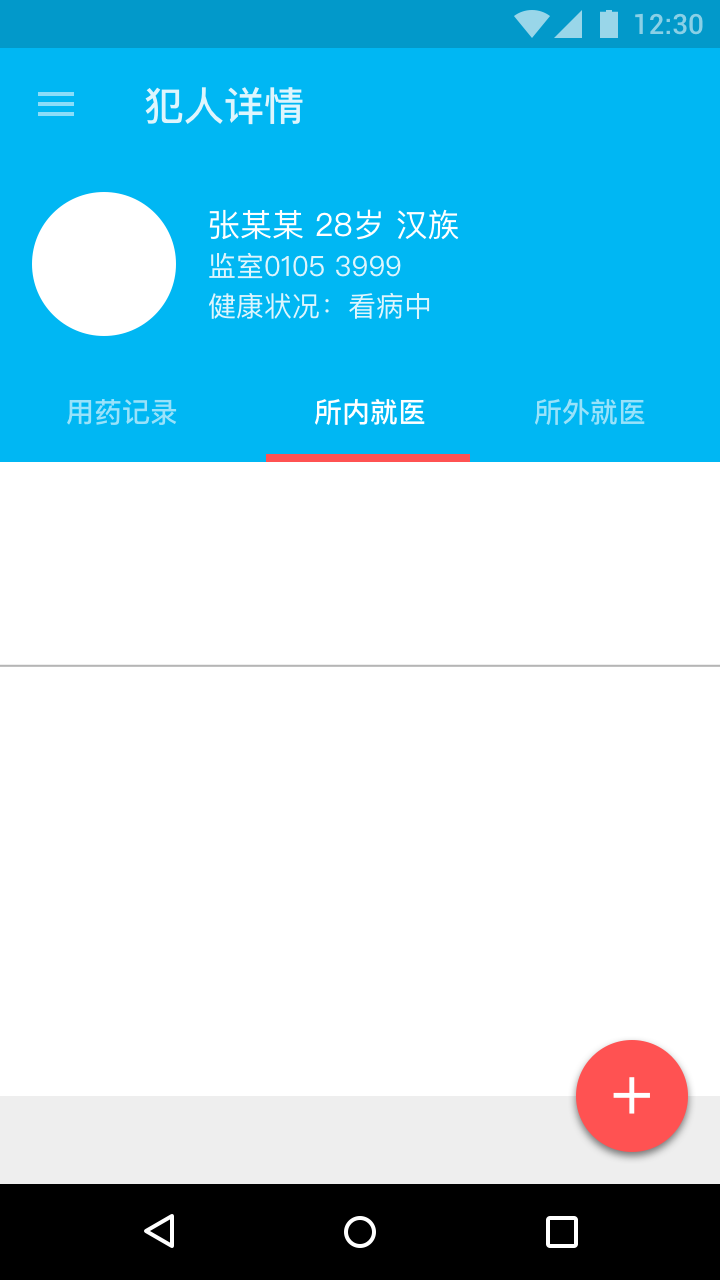 12:30
犯人详情
张某某 28岁 汉族
监室0105 3999
健康状况：看病中
用药记录 所内就医 所外就医